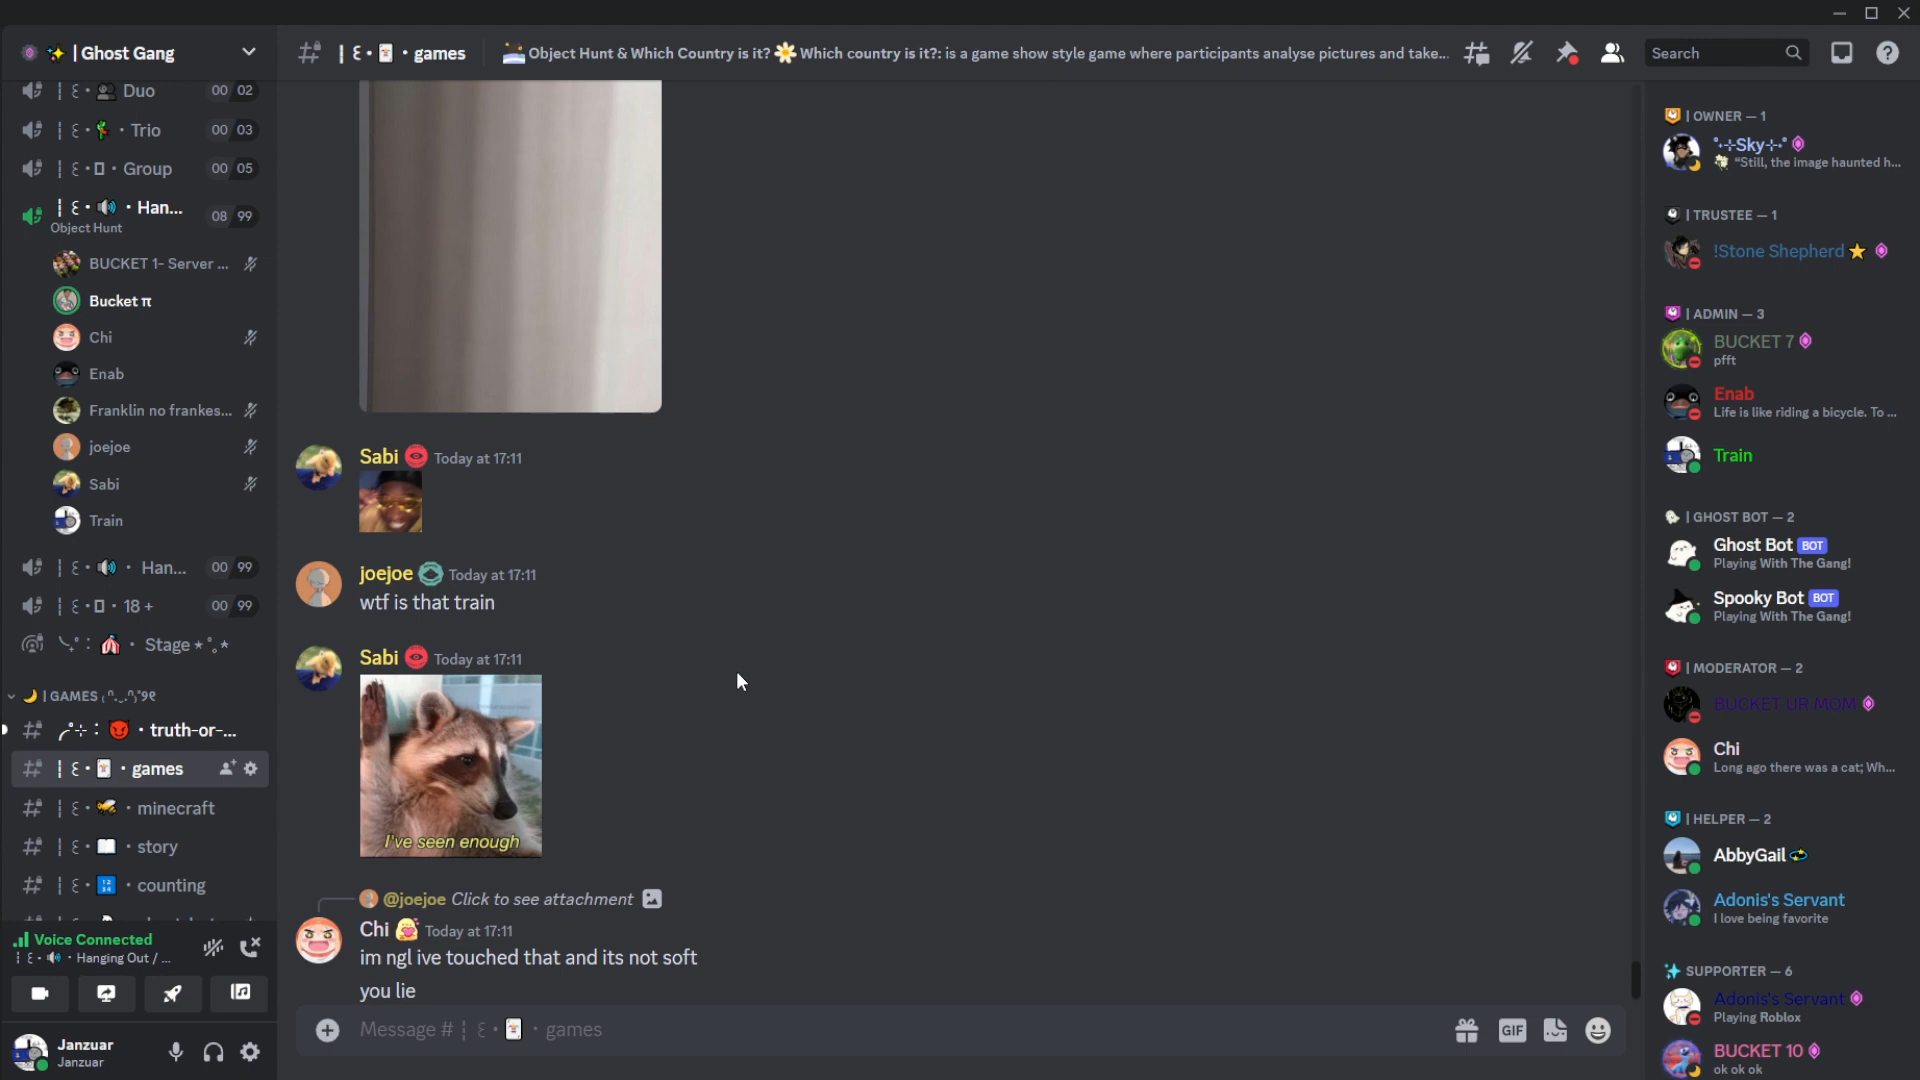 | Ghost Gang
Duo 00 02
Trio 00 03
Group 00 05
Han... 08 99
Object Hunt
BUCKET 1- Server ...
Bucket π
Chi
Enab
Franklin no frankes...
joejoe
Sabi
Train
Han... 00 99
18 + 00 99
Stage
| GAMES
truth-or-...
games
minecraft
story
counting
Voice Connected
Hanging Out / ...
Janzuar
Janzuar
games
Object Hunt & Which Country is it? Which country is it?: is a game show style game where participants analyse pictures and take...
Search
Sabi Today at 17:11
joejoe Today at 17:11
wtf is that train
Sabi Today at 17:11
I've seen enough
@joejoe Click to see attachment
Chi Today at 17:11
im ngl ive touched that and its not soft
you lie
Message # games
GIF
| OWNER — 1
Sky
"Still, the image haunted h...
| TRUSTEE — 1
!Stone Shepherd
| ADMIN — 3
BUCKET 7
pfft
Enab
Life is like riding a bicycle. To ...
Train
| GHOST BOT — 2
Ghost Bot BOT
Playing With The Gang!
Spooky Bot BOT
Playing With The Gang!
| MODERATOR — 2
BUCKET UR MOM
Chi
Long ago there was a cat; Wh...
| HELPER — 2
AbbyGail
Adonis's Servant
I love being favorite
SUPPORTER — 6
Adonis's Servant
Playing Roblox
BUCKET 10
ok ok ok